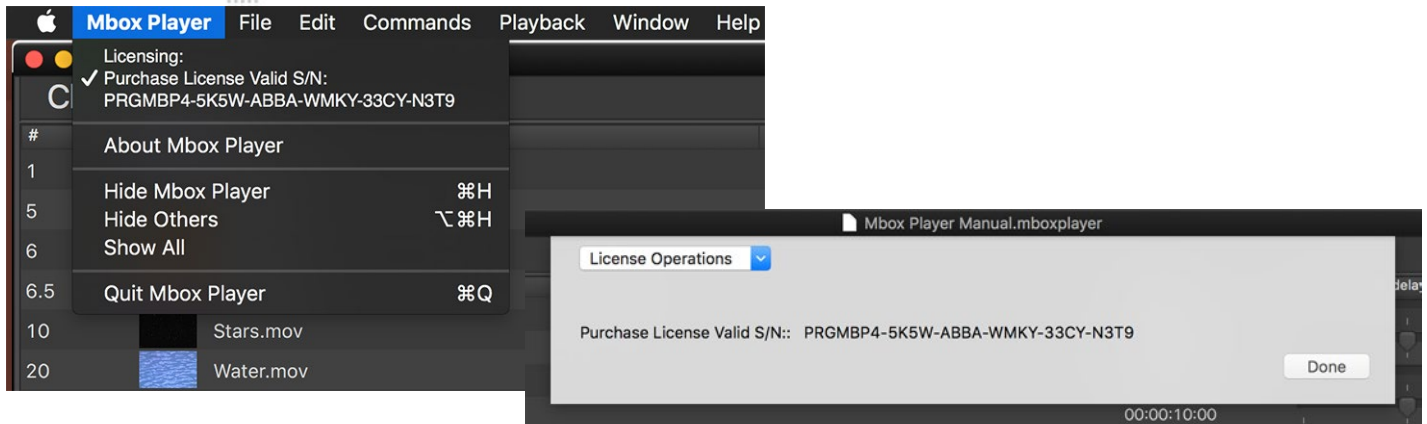 Mbox Player File Edit Commands Playback Window Help
Licensing:
✓ Purchase License Valid S/N:
PRGMBP4-5K5W-ABBA-WMKY-33CY-N3T9
#
About Mbox Player
1
Hide Mbox Player ⌘H
5
Hide Others ⌥⌘H
6
Show All
6.5
Quit Mbox Player ⌘Q
10 Stars.mov
20 Water.mov
Mbox Player Manual.mboxplayer
License Operations
Purchase License Valid S/N:: PRGMBP4-5K5W-ABBA-WMKY-33CY-N3T9
Done
00:00:10:00